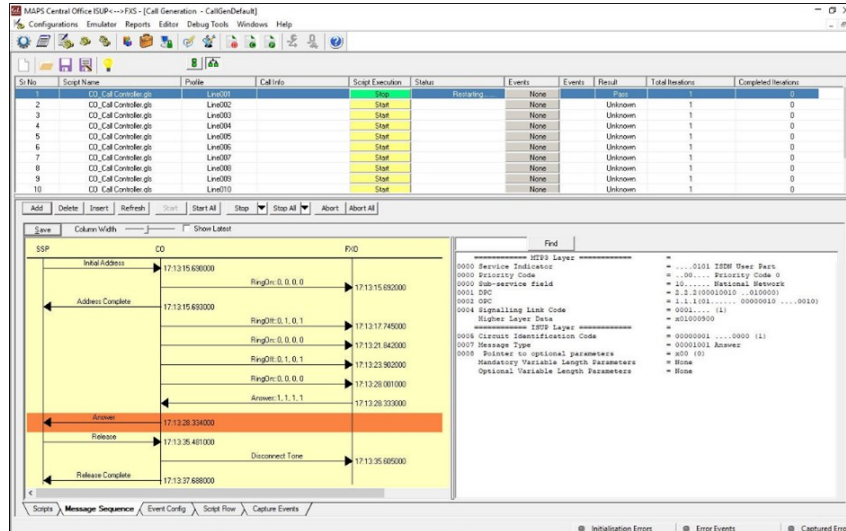 MAPS Central Office ISUP<-->FXS - [Call Generation - CallGenDefault]
Configurations Emulator Reports Editor Debug Tools Windows Help
Sr No Script Name Profile Call Info Script Execution Status Events Events Result Total Iterations Completed Iterations
1 CO_Call Controller.gls Line001 Stop Restarting...... None Pass 1 0
2 CO_Call Controller.gls Line002 Start None Unknown 1 0
3 CO_Call Controller.gls Line003 Start None Unknown 1 0
4 CO_Call Controller.gls Line004 Start None Unknown 1 0
5 CO_Call Controller.gls Line005 Start None Unknown 1 0
6 CO_Call Controller.gls Line006 Start None Unknown 1 0
7 CO_Call Controller.gls Line007 Start None Unknown 1 0
8 CO_Call Controller.gls Line008 Start None Unknown 1 0
9 CO_Call Controller.gls Line009 Start None Unknown 1 0
10 CO_Call Controller.gls Line010 Start None Unknown 1 0
Add Delete Insert Refresh Start Start All Stop Stop All Abort Abort All
Save Column Width Show Latest
SSP CO FXO
Initial Address 17:13:15.690000
RingOn: 0, 0, 0, 0 17:13:15.692000
Address Complete 17:13:15.693000
RingOff: 0, 1, 0, 1 17:13:17.745000
RingOn: 0, 0, 0, 0 17:13:21.842000
RingOff: 0, 1, 0, 1 17:13:23.902000
RingOn: 0, 0, 0, 0 17:13:28.001000
Answer: 1, 1, 1, 1 17:13:28.333000
Answer 17:13:28.334000
Release 17:13:35.481000
Disconnect Tone 17:13:35.605000
Release Complete 17:13:37.688000
Find
============ MTP3 Layer ============ =
0000 Service Indicator = ....0101 ISDN User Part
0000 Priority Code = ..00.... Priority Code 0
0000 Sub-service field = 10...... National Network
0001 DPC = 2.2.2(00010010 ..010000)
0002 OPC = 1.1.1(01...... 00000010 ....0010)
0004 Signalling Link Code = 0001.... (1)
Higher Layer Data = x01000900
============ ISUP Layer ============ =
0005 Circuit Identification Code = 00000001 ....0000 (1)
0007 Message Type = 00001001 Answer
0008 Pointer to optional parameters = x00 (0)
Mandatory Variable Length Parameters = None
Optional Variable Length Parameters = None
Scripts Message Sequence Event Config Script Flow Capture Events
Initialisation Errors Error Events Captured Erro